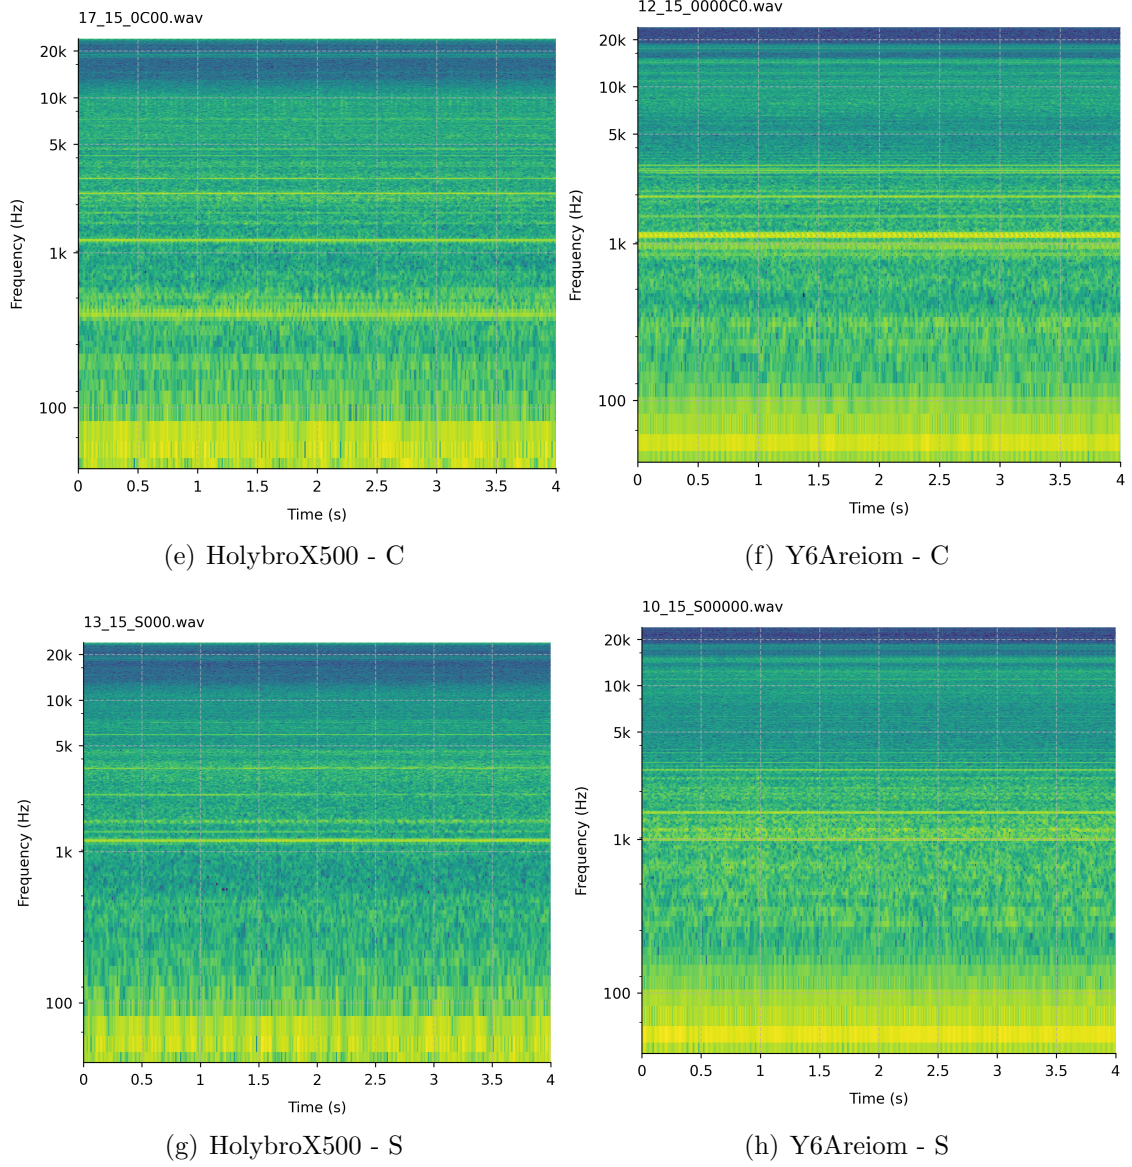 17_15_0C00.wav
20k
10k
5k
1k
100
Frequency (Hz)
0 0.5 1 1.5 2 2.5 3 3.5 4
Time (s)
(e) HolybroX500 - C
12_15_0000C0.wav
20k
10k
5k
1k
100
Frequency (Hz)
0 0.5 1 1.5 2 2.5 3 3.5 4
Time (s)
(f) Y6Areiom - C
13_15_S000.wav
20k
10k
5k
1k
100
Frequency (Hz)
0 0.5 1 1.5 2 2.5 3 3.5 4
Time (s)
(g) HolybroX500 - S
10_15_S00000.wav
20k
10k
5k
1k
100
Frequency (Hz)
0 0.5 1 1.5 2 2.5 3 3.5 4
Time (s)
(h) Y6Areiom - S